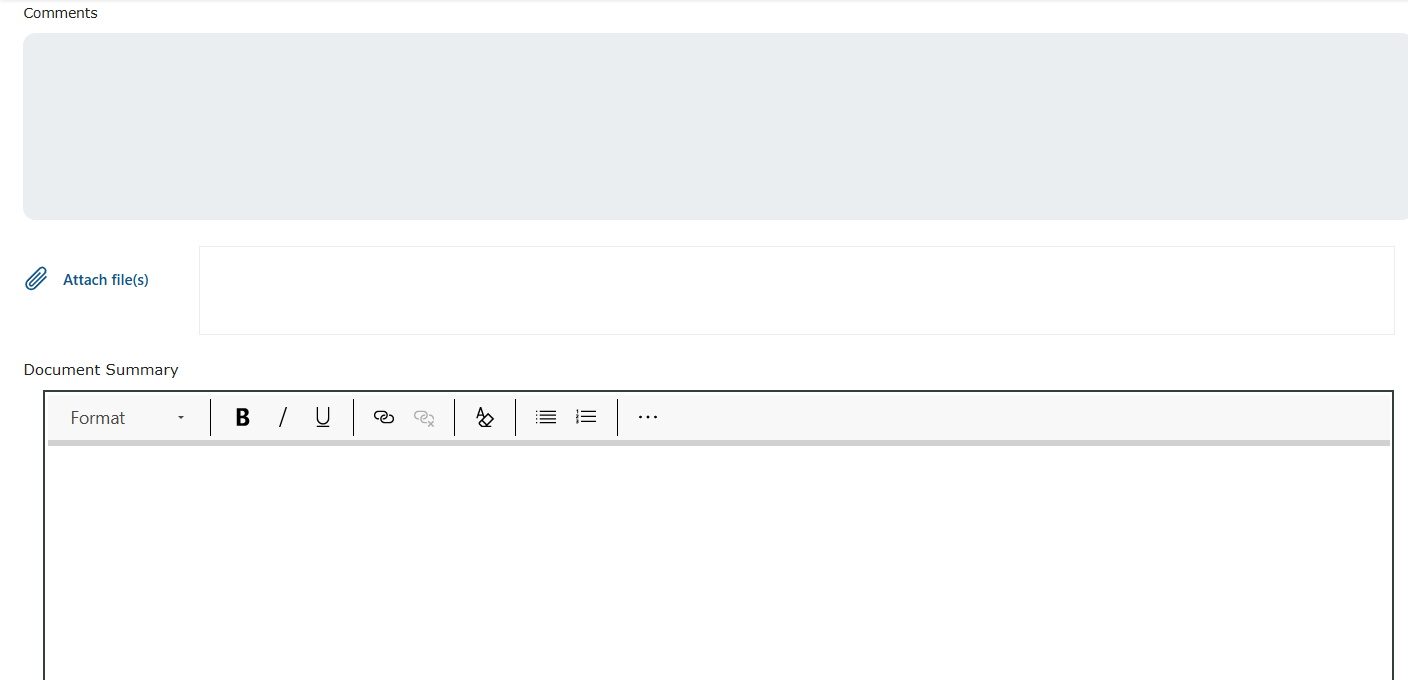 Comments
Attach file(s)
Document Summary
Format B / U